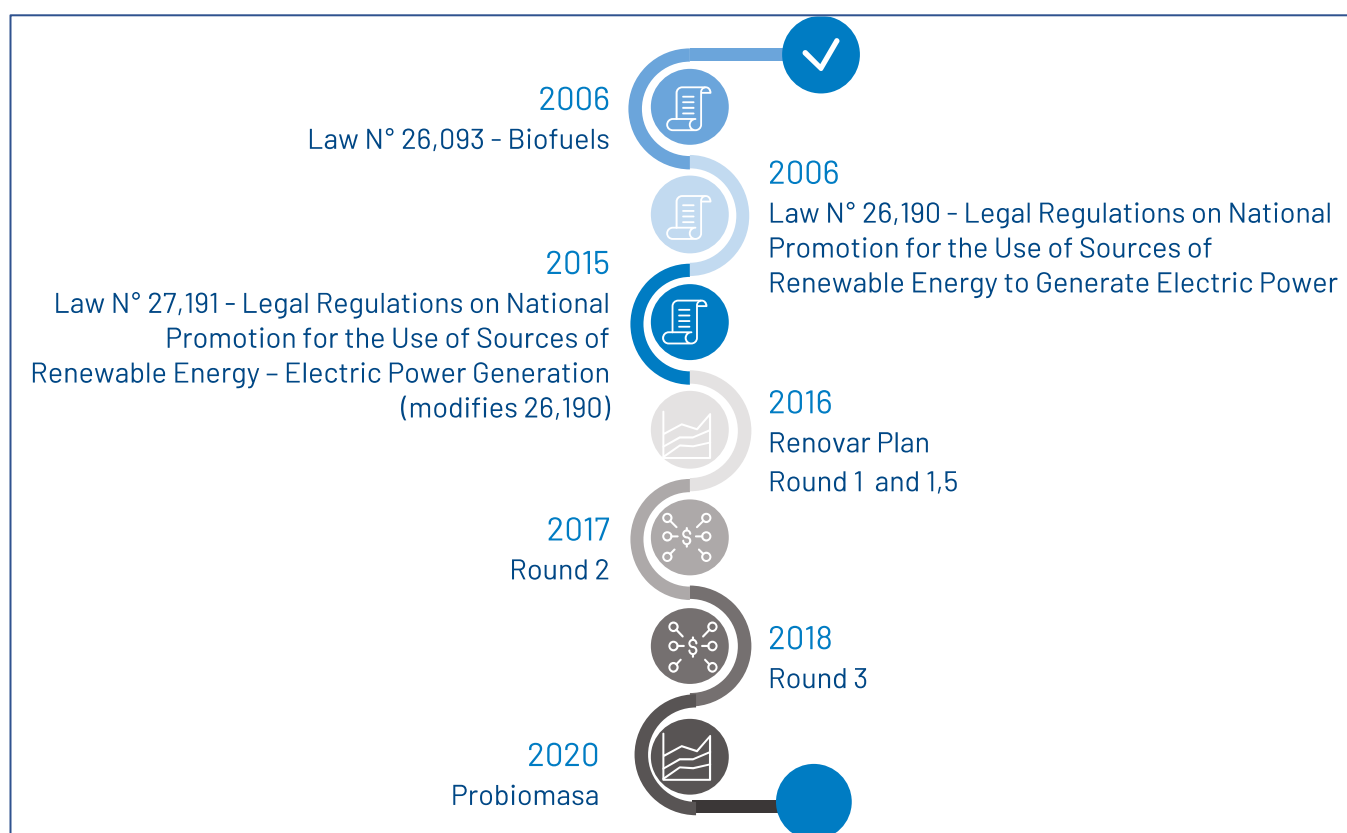 2006
Law N° 26,093 - Biofuels
2006
Law N° 26,190 - Legal Regulations on National
Promotion for the Use of Sources of
Renewable Energy to Generate Electric Power
2015
Law N° 27,191 - Legal Regulations on National
Promotion for the Use of Sources of
Renewable Energy – Electric Power Generation
(modifies 26,190)
2016
Renovar Plan
Round 1 and 1,5
2017
$
Round 2
2018
$
Round 3
2020
Probiomasa